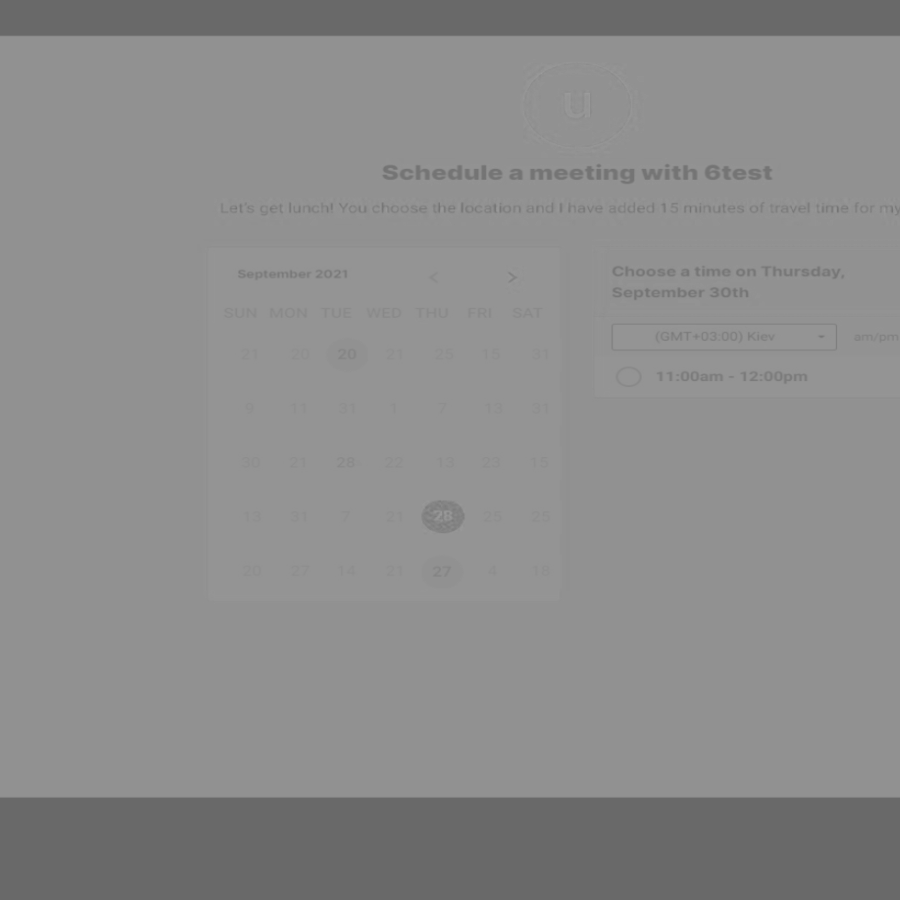 u
Schedule a meeting with 6test
Let's get lunch! You choose the location and I have added 15 minutes of travel time for my
September 2021 < >
SUN MON TUE WED THU FRI SAT
21 20 20 21 25 15 31
9 11 31 1 7 13 21
30 21 28 22 13 23 15
13 31 7 21 28 25 25
20 27 14 21 27 4 18
Choose a time on Thursday,
September 30th
(GMT+03:00) Kiev am/pm
11:00am - 12:00pm